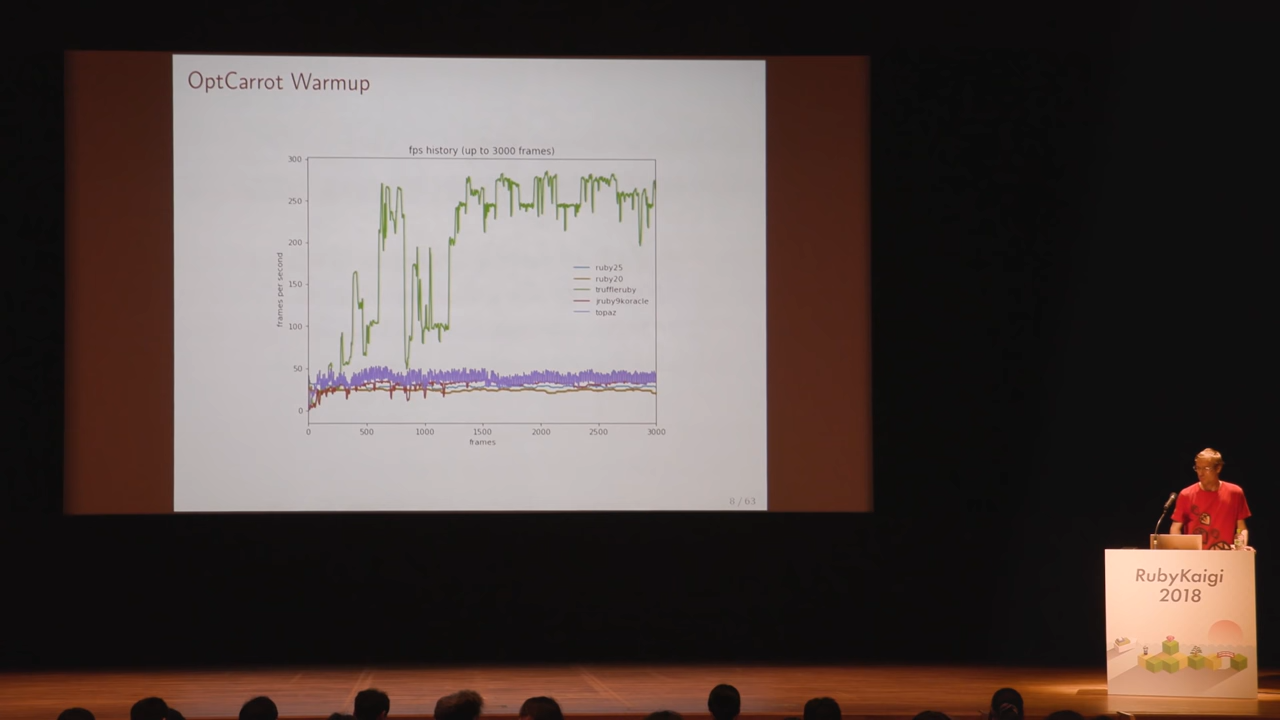 OptCarrot Warmup
fps history (up to 3000 frames)
300
250
200
150
100
50
0
frames per second
ruby25
ruby20
truffleruby
jruby9koracle
topaz
0 500 1000 1500 2000 2500 3000
frames
8 / 63
RubyKaigi
2018